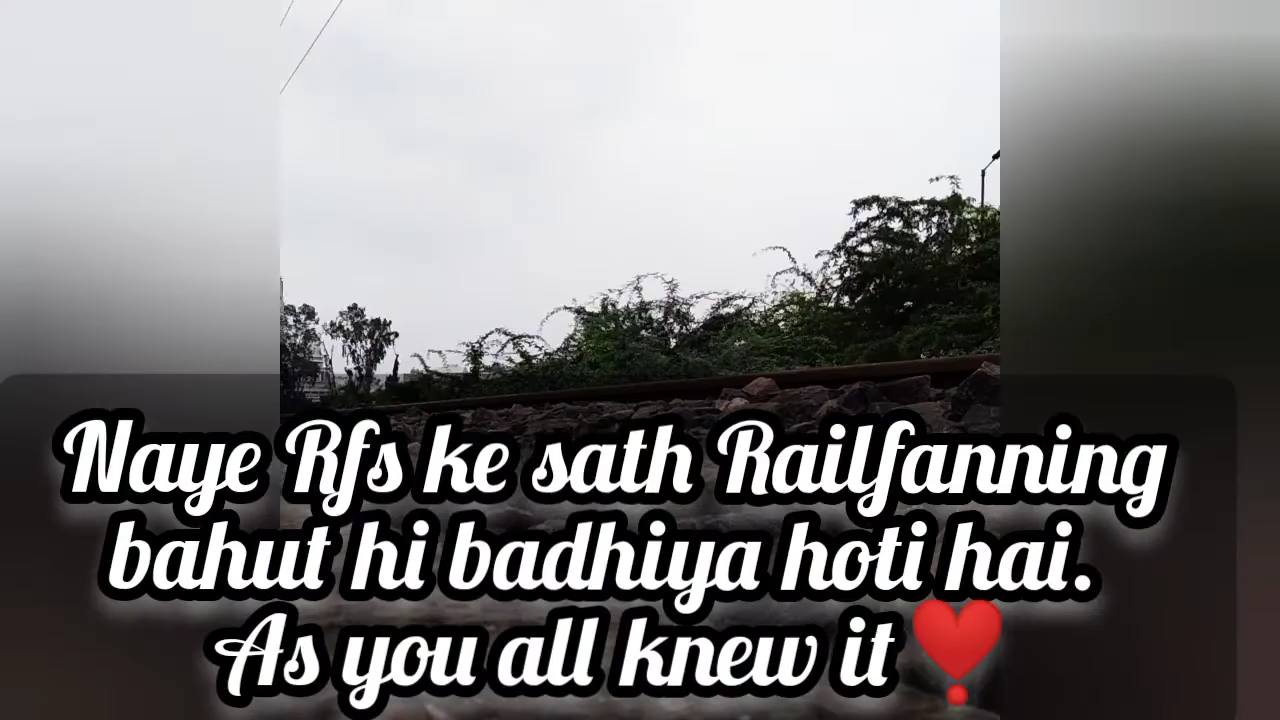 Naye Rfs ke sath Railfanning
bahut hi badhiya hoti hai.
As you all knew it❣️